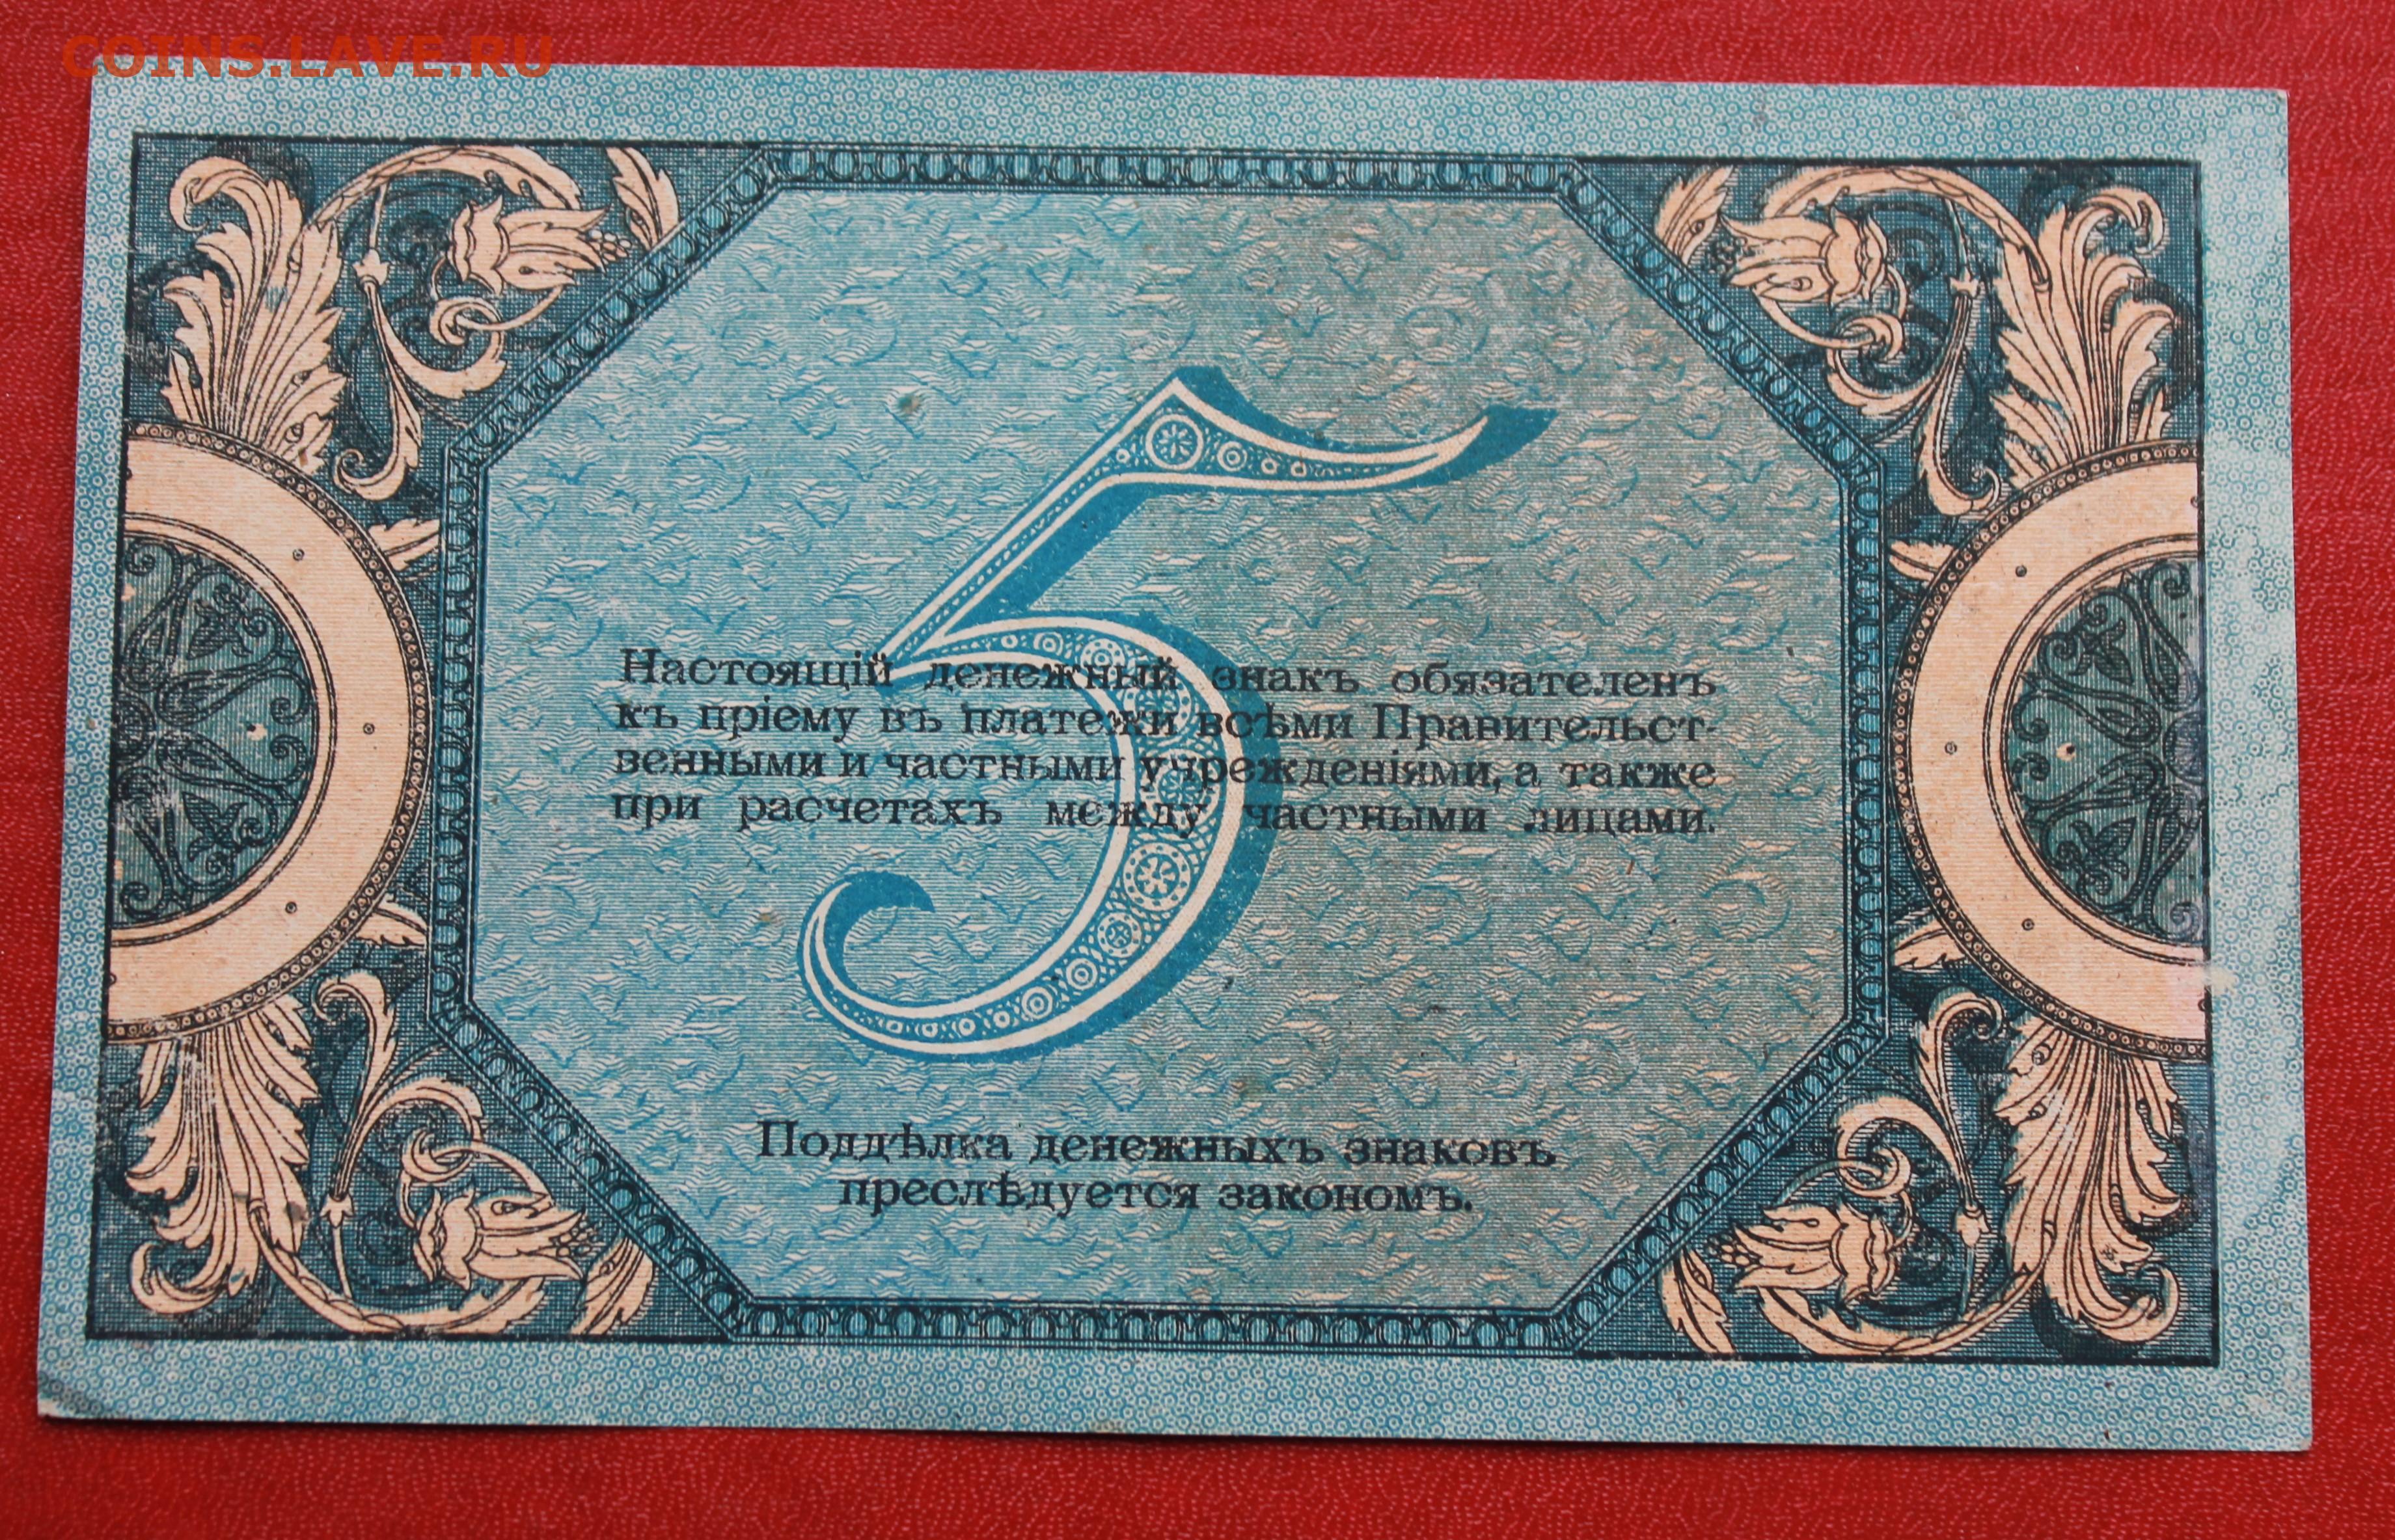 COINS.LAVE.RU
5
Настоящій денежный знакъ обязателенъ
къ пріему въ платежи всѣми Правительст-
венными и частными учрежденіями, а также
при расчетахъ между частными лицами.
Поддѣлка денежныхъ знаковъ
преслѣдуется закономъ.